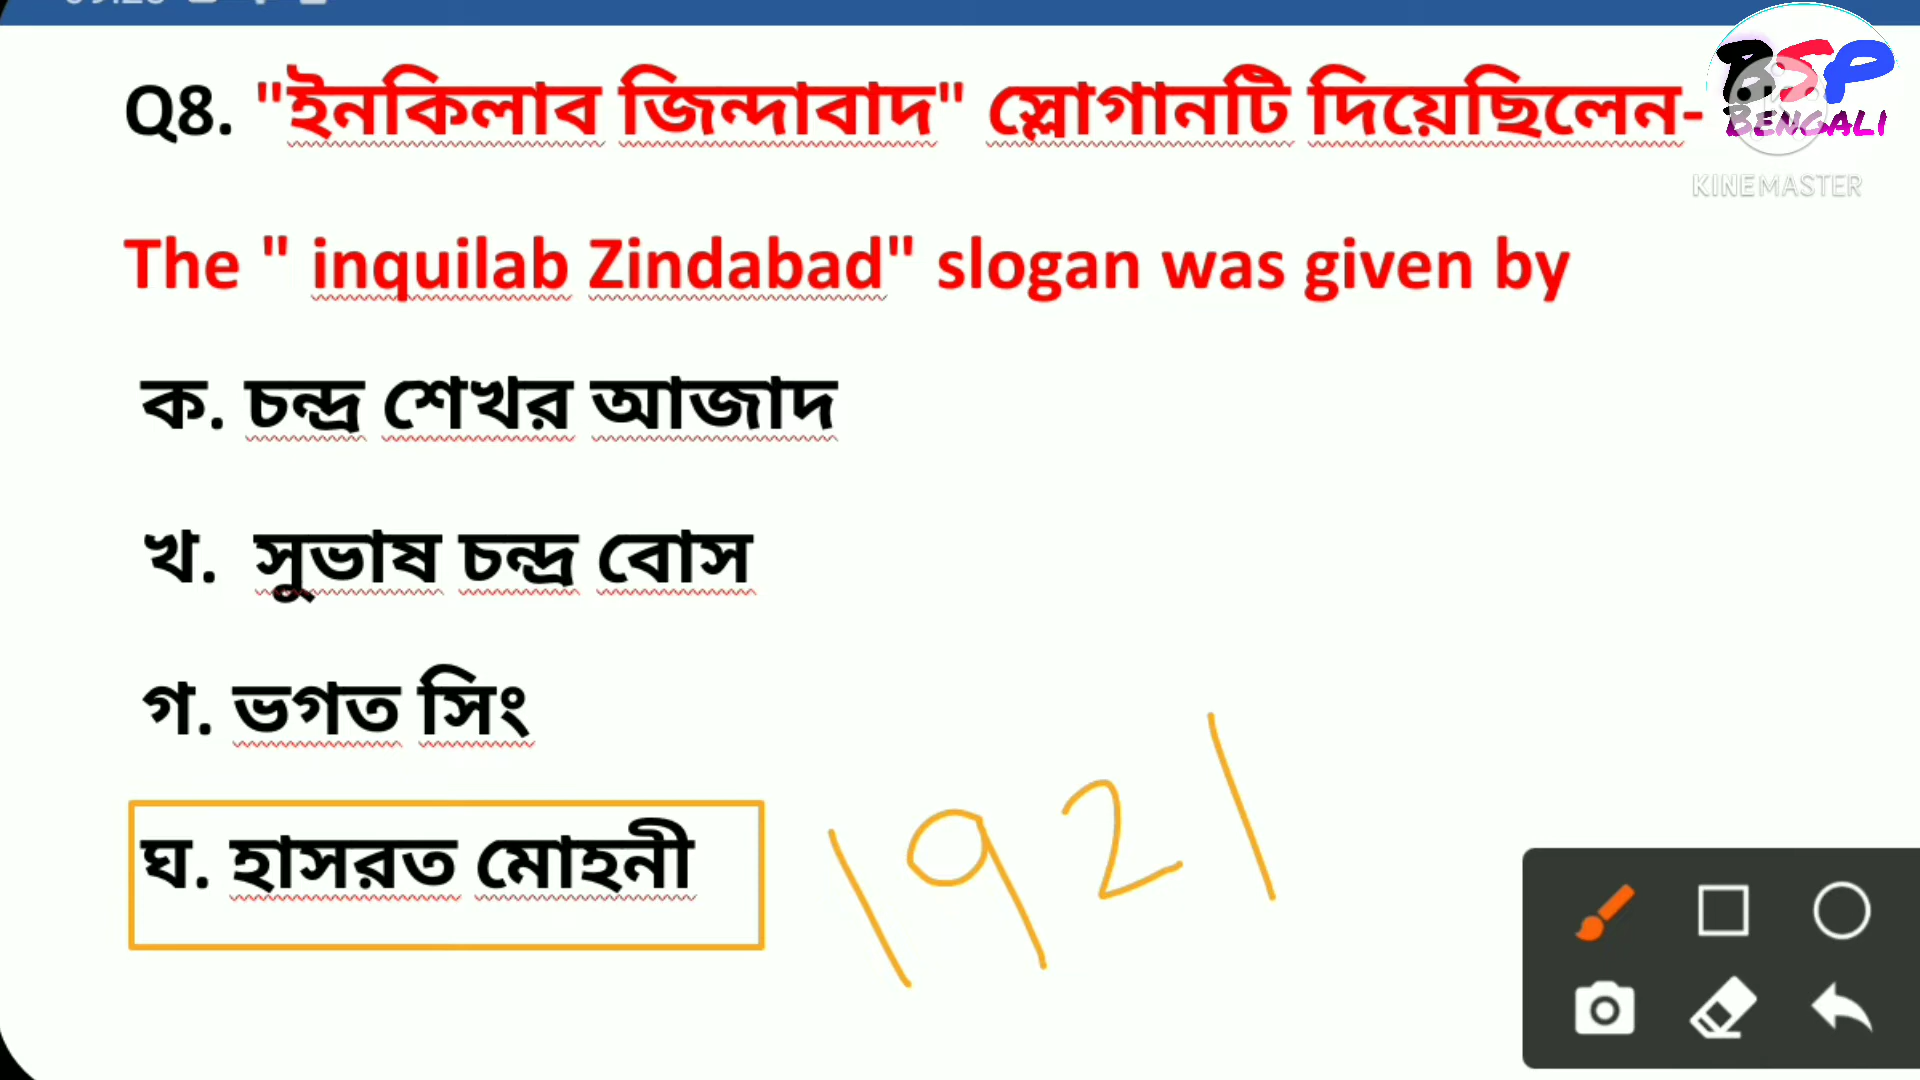 BSP
BENGALI
KINEMASTER
Q8. "ইনকিলাব জিন্দাবাদ" স্লোগানটি দিয়েছিলেন-
The " inquilab Zindabad" slogan was given by
ক. চন্দ্র শেখর আজাদ
খ. সুভাষ চন্দ্র বোস
গ. ভগত সিং
ঘ. হাসরত মোহনী
1921